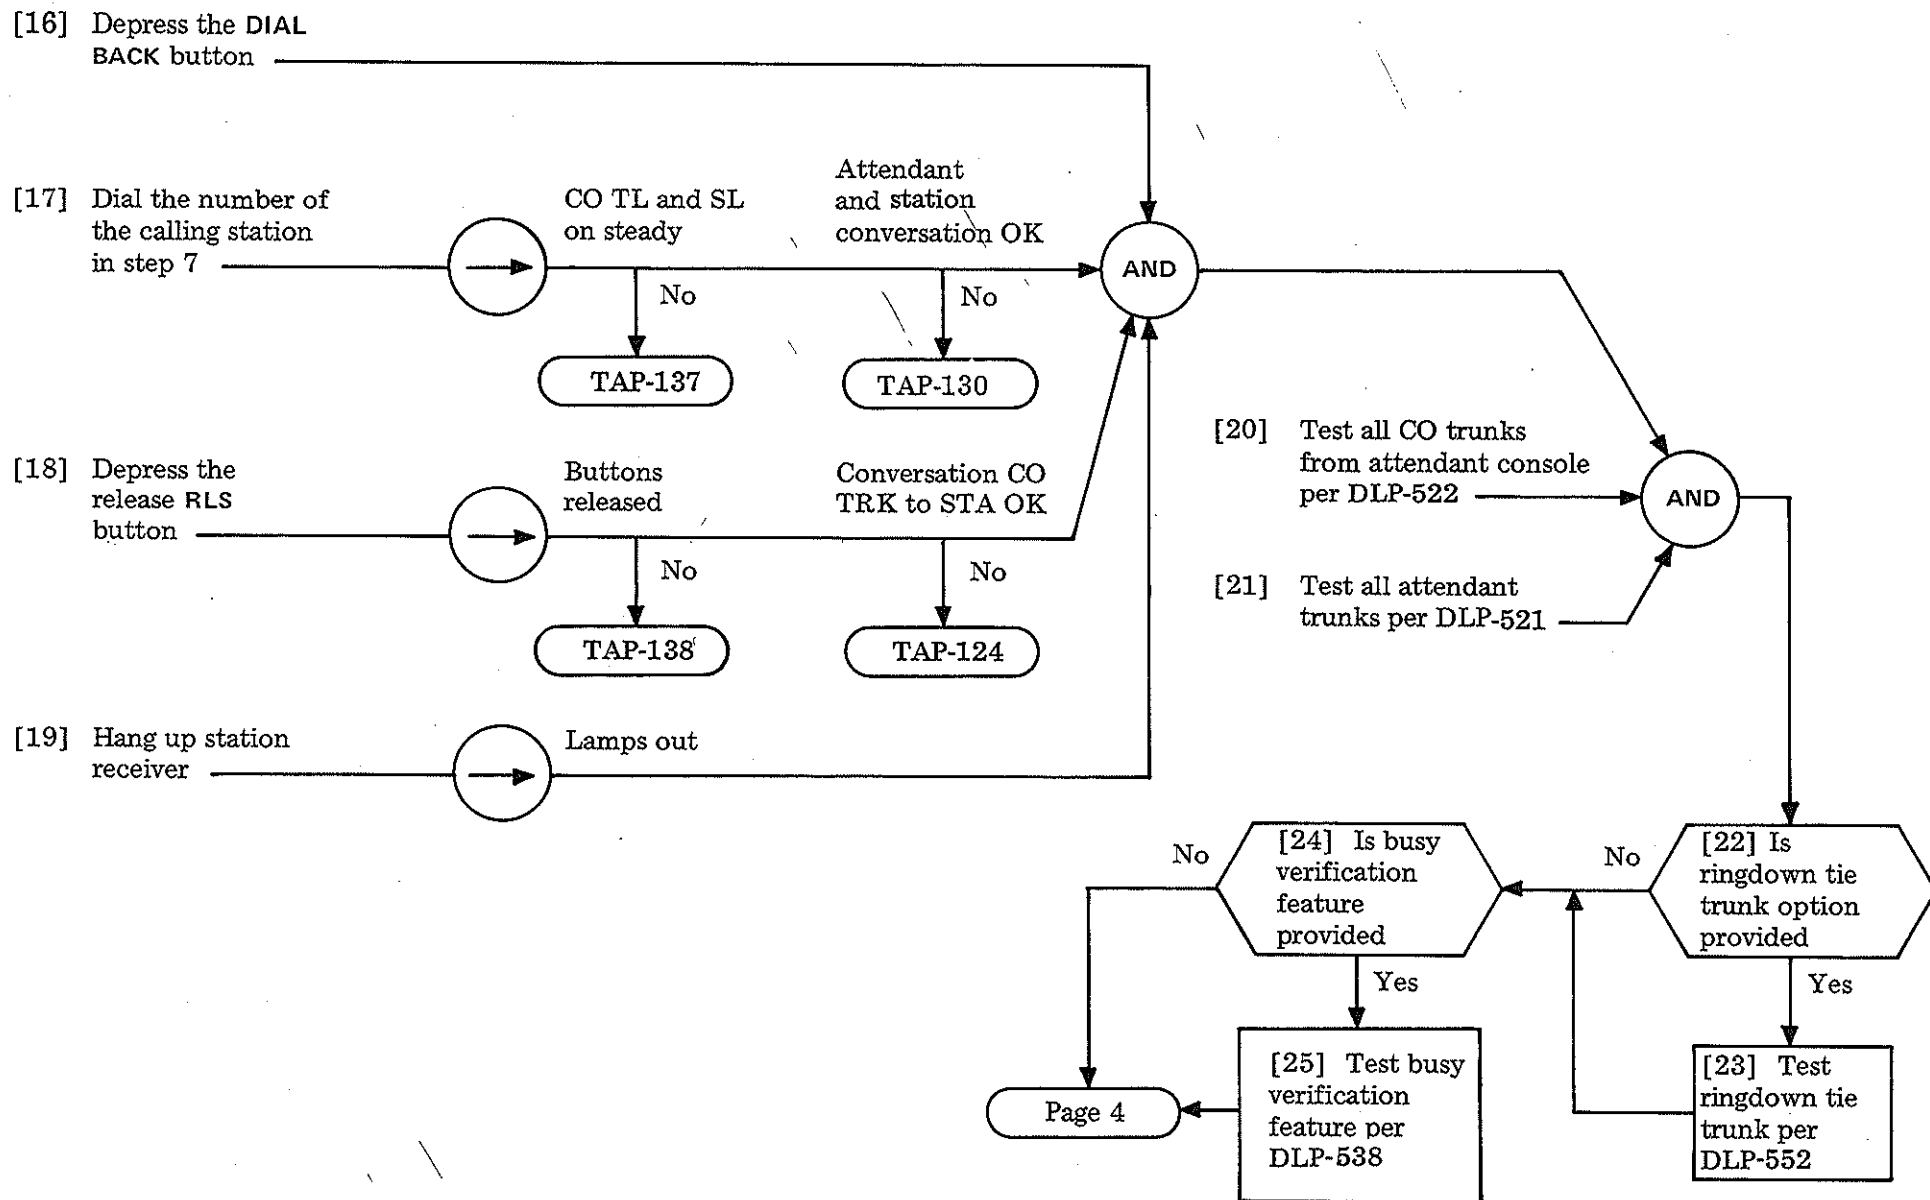 [16] Depress the DIAL
BACK button
[17] Dial the number of
the calling station
in step 7
CO TL and SL
on steady
Attendant
and station
conversation OK
AND
No
No
TAP-137
TAP-130
[18] Depress the
release RLS
button
Buttons
released
Conversation CO
TRK to STA OK
No
No
TAP-138
TAP-124
[19] Hang up station
receiver
Lamps out
[20] Test all CO trunks
from attendant console
per DLP-522
AND
[21] Test all attendant
trunks per DLP-521
[22] Is
ringdown tie
trunk option
provided
No
Yes
[23] Test
ringdown tie
trunk per
DLP-552
[24] Is busy
verification
feature
provided
No
Yes
[25] Test busy
verification
feature per
DLP-538
Page 4